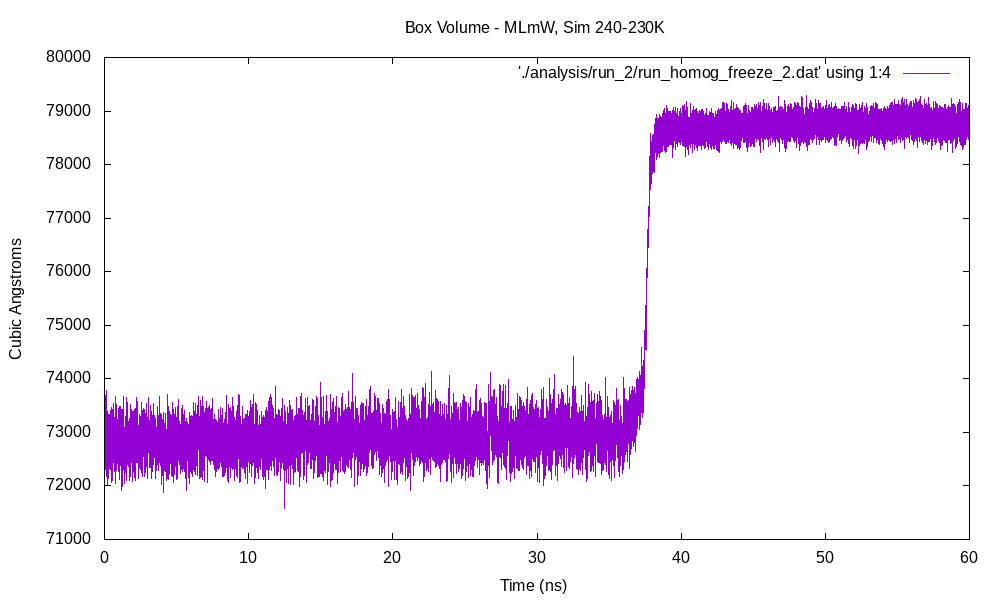 Box Volume - MLmW, Sim 240-230K
'./analysis/run_2/run_homog_freeze_2.dat' using 1:4
80000
79000
78000
77000
76000
75000
74000
73000
72000
71000
Cubic Angstroms
0 10 20 30 40 50 60
Time (ns)